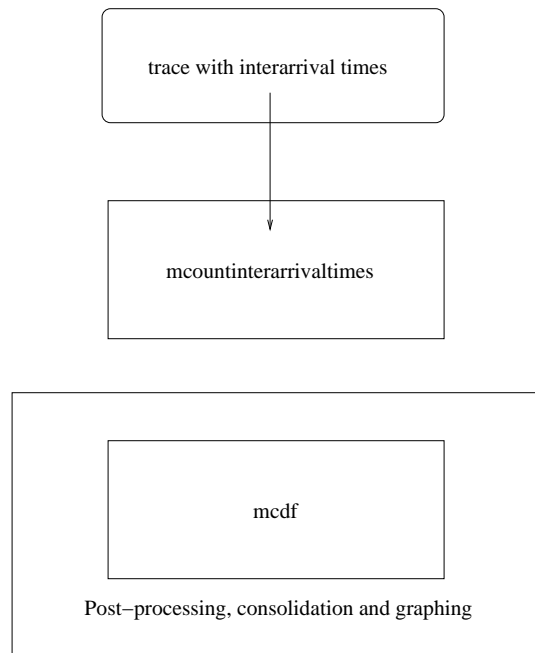 trace with interarrival times
mcountinterarrivaltimes
mcdf
Post−processing, consolidation and graphing